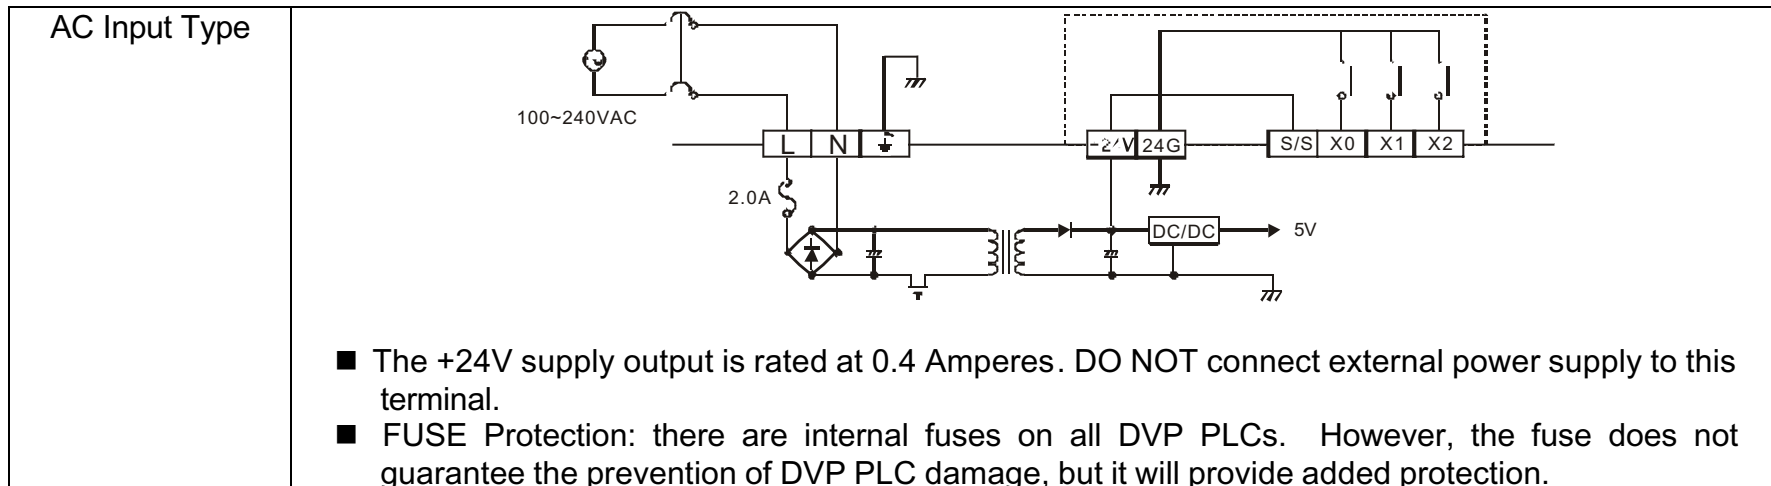 AC Input Type
100~240VAC
L N
24G
S/S X0 X1 X2
2.0A
DC/DC
5V
■ The +24V supply output is rated at 0.4 Amperes. DO NOT connect external power supply to this
terminal.
■ FUSE Protection: there are internal fuses on all DVP PLCs. However, the fuse does not
guarantee the prevention of DVP PLC damage, but it will provide added protection.